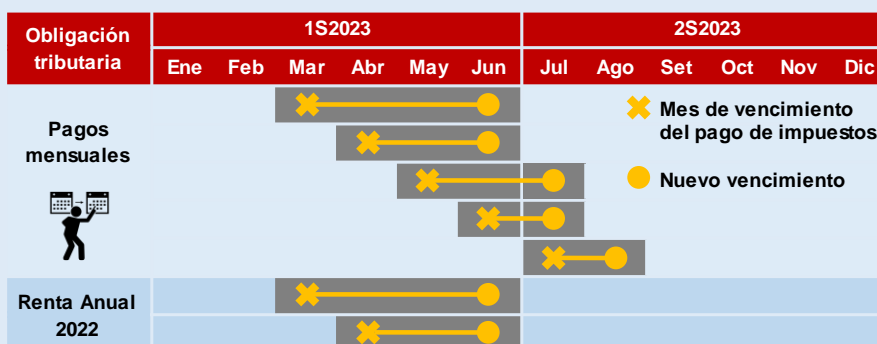 Obligación
tributaria
1S2023
2S2023
Ene Feb Mar Abr May Jun Jul Ago Set Oct Nov Dic
Pagos
mensuales
Mes de vencimiento
del pago de impuestos
Nuevo vencimiento
Renta Anual
2022